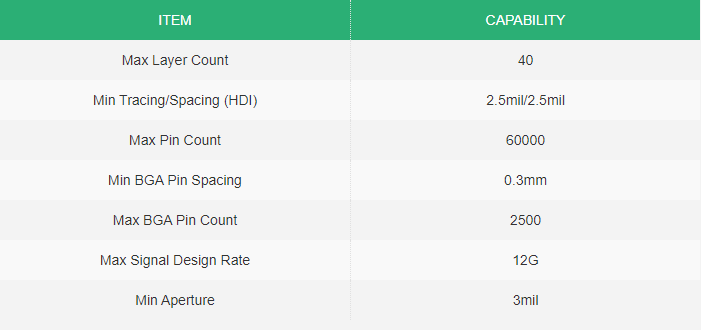 ITEM CAPABILITY
Max Layer Count 40
Min Tracing/Spacing (HDI) 2.5mil/2.5mil
Max Pin Count 60000
Min BGA Pin Spacing 0.3mm
Max BGA Pin Count 2500
Max Signal Design Rate 12G
Min Aperture 3mil